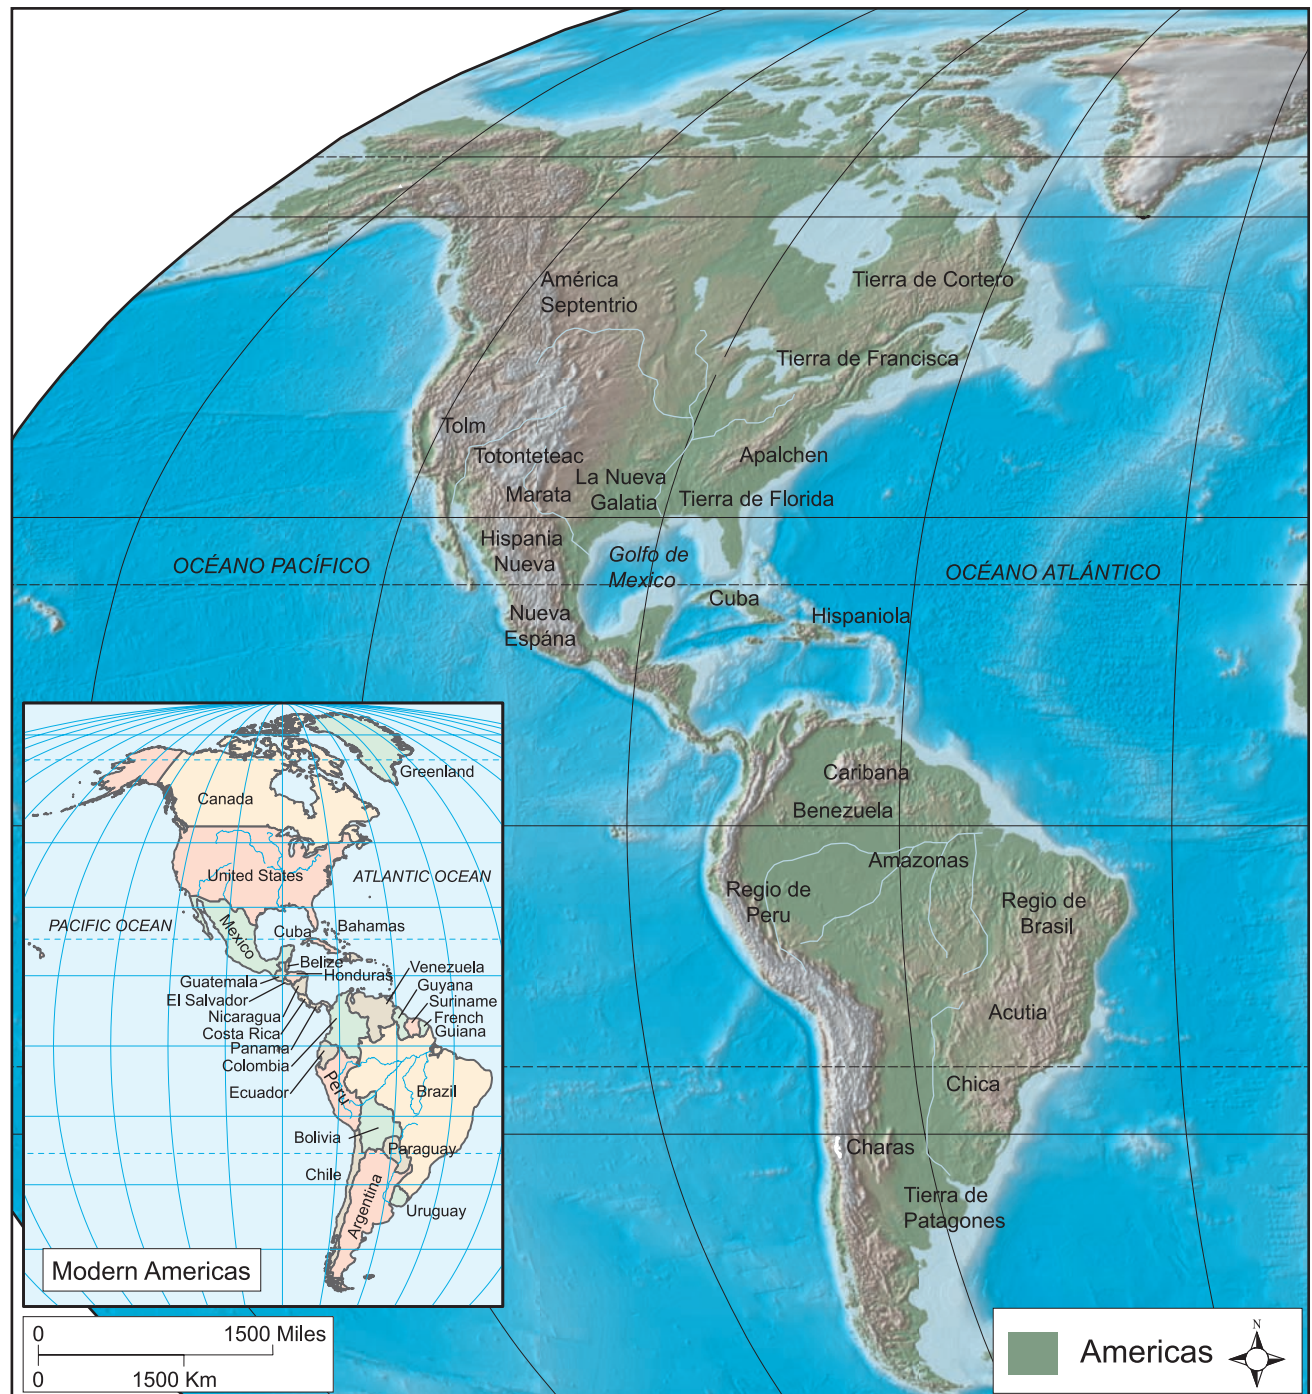 América
Septentrio
Tierra de Cortero
Tierra de Francisca
Tolm
Totonteteac
Apalchen
La Nueva
Galatia
Marata
Tierra de Florida
Hispania
Nueva
Golfo de
Mexico
OCÉANO PACÍFICO
OCÉANO ATLÁNTICO
Cuba
Hispaniola
Nueva
Espána
Caribana
Benezuela
Amazonas
Regio de
Peru
Regio de
Brasil
Acutia
Chica
Charas
Tierra de
Patagones
Greenland
Canada
United States
ATLANTIC OCEAN
PACIFIC OCEAN
Mexico
Cuba
Bahamas
Belize
Honduras
Venezuela
Guatemala
Guyana
El Salvador
Suriname
Nicaragua
French
Guiana
Costa Rica
Panama
Colombia
Ecuador
Peru
Brazil
Bolivia
Paraguay
Chile
Argentina
Uruguay
Modern Americas
0 1500 Miles
0 1500 Km
Americas
N